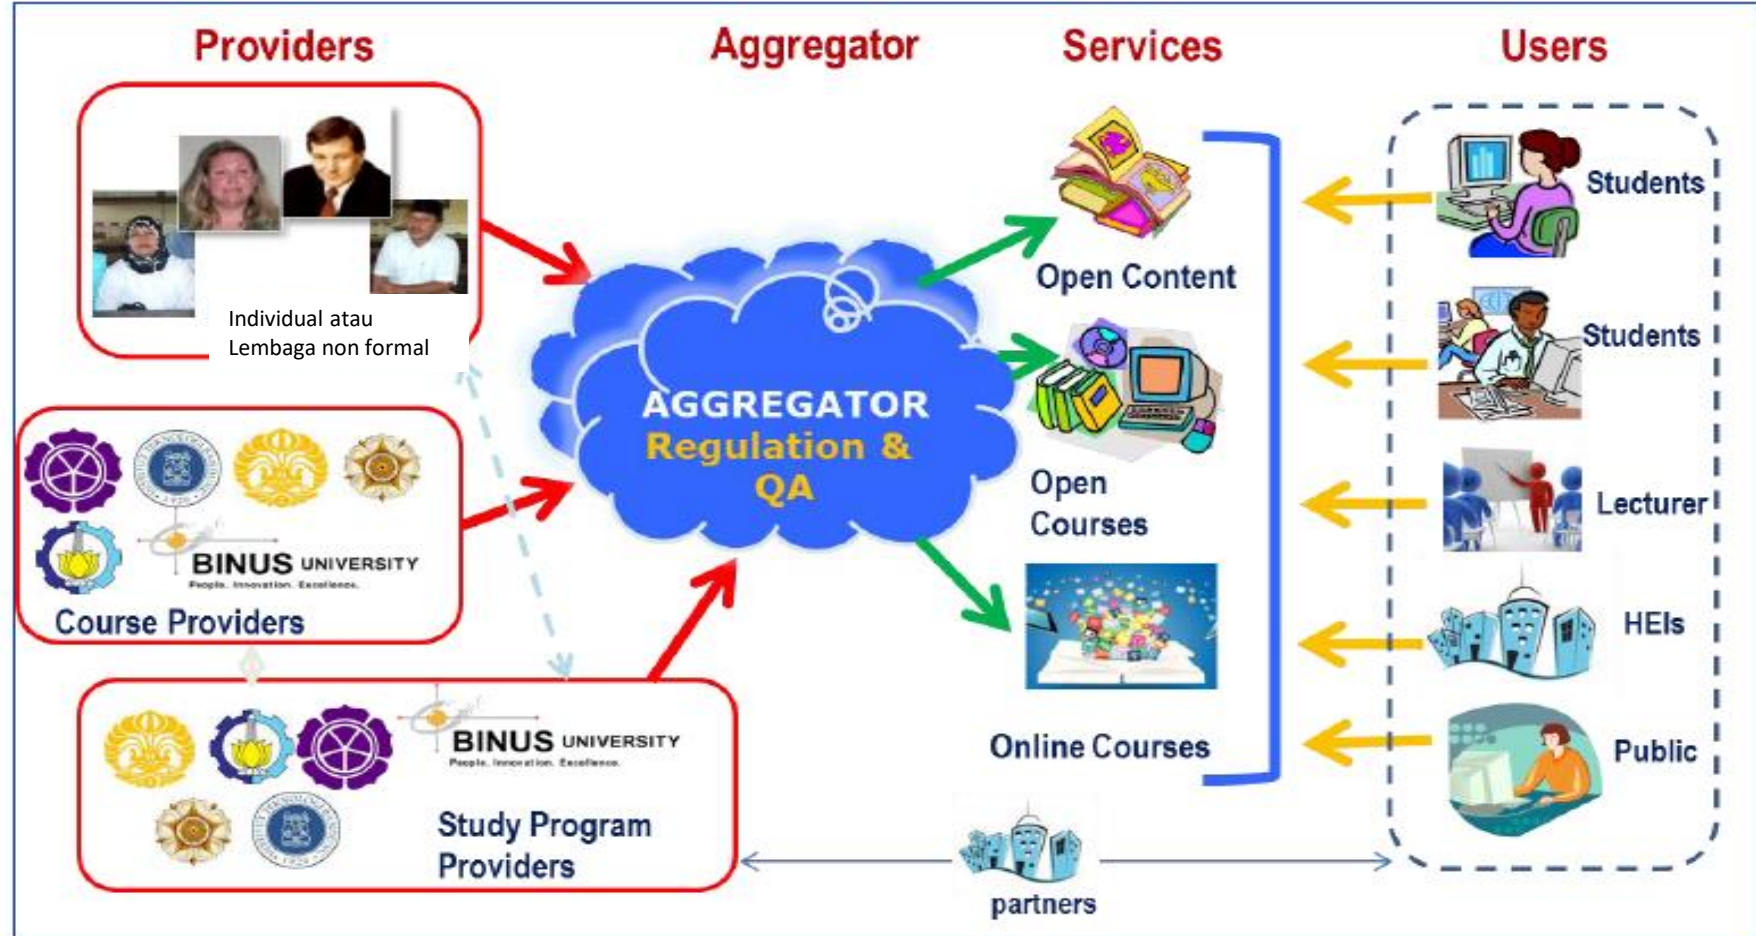 Providers
Aggregator
Services
Users
Individual atau
Lembaga non formal
BINUS UNIVERSITY
People. Innovation. Excellence.
Course Providers
BINUS UNIVERSITY
People. Innovation. Excellence.
Study Program
Providers
AGGREGATOR
Regulation &
QA
Open Content
Open
Courses
Online Courses
partners
Students
Students
Lecturer
HEIs
Public